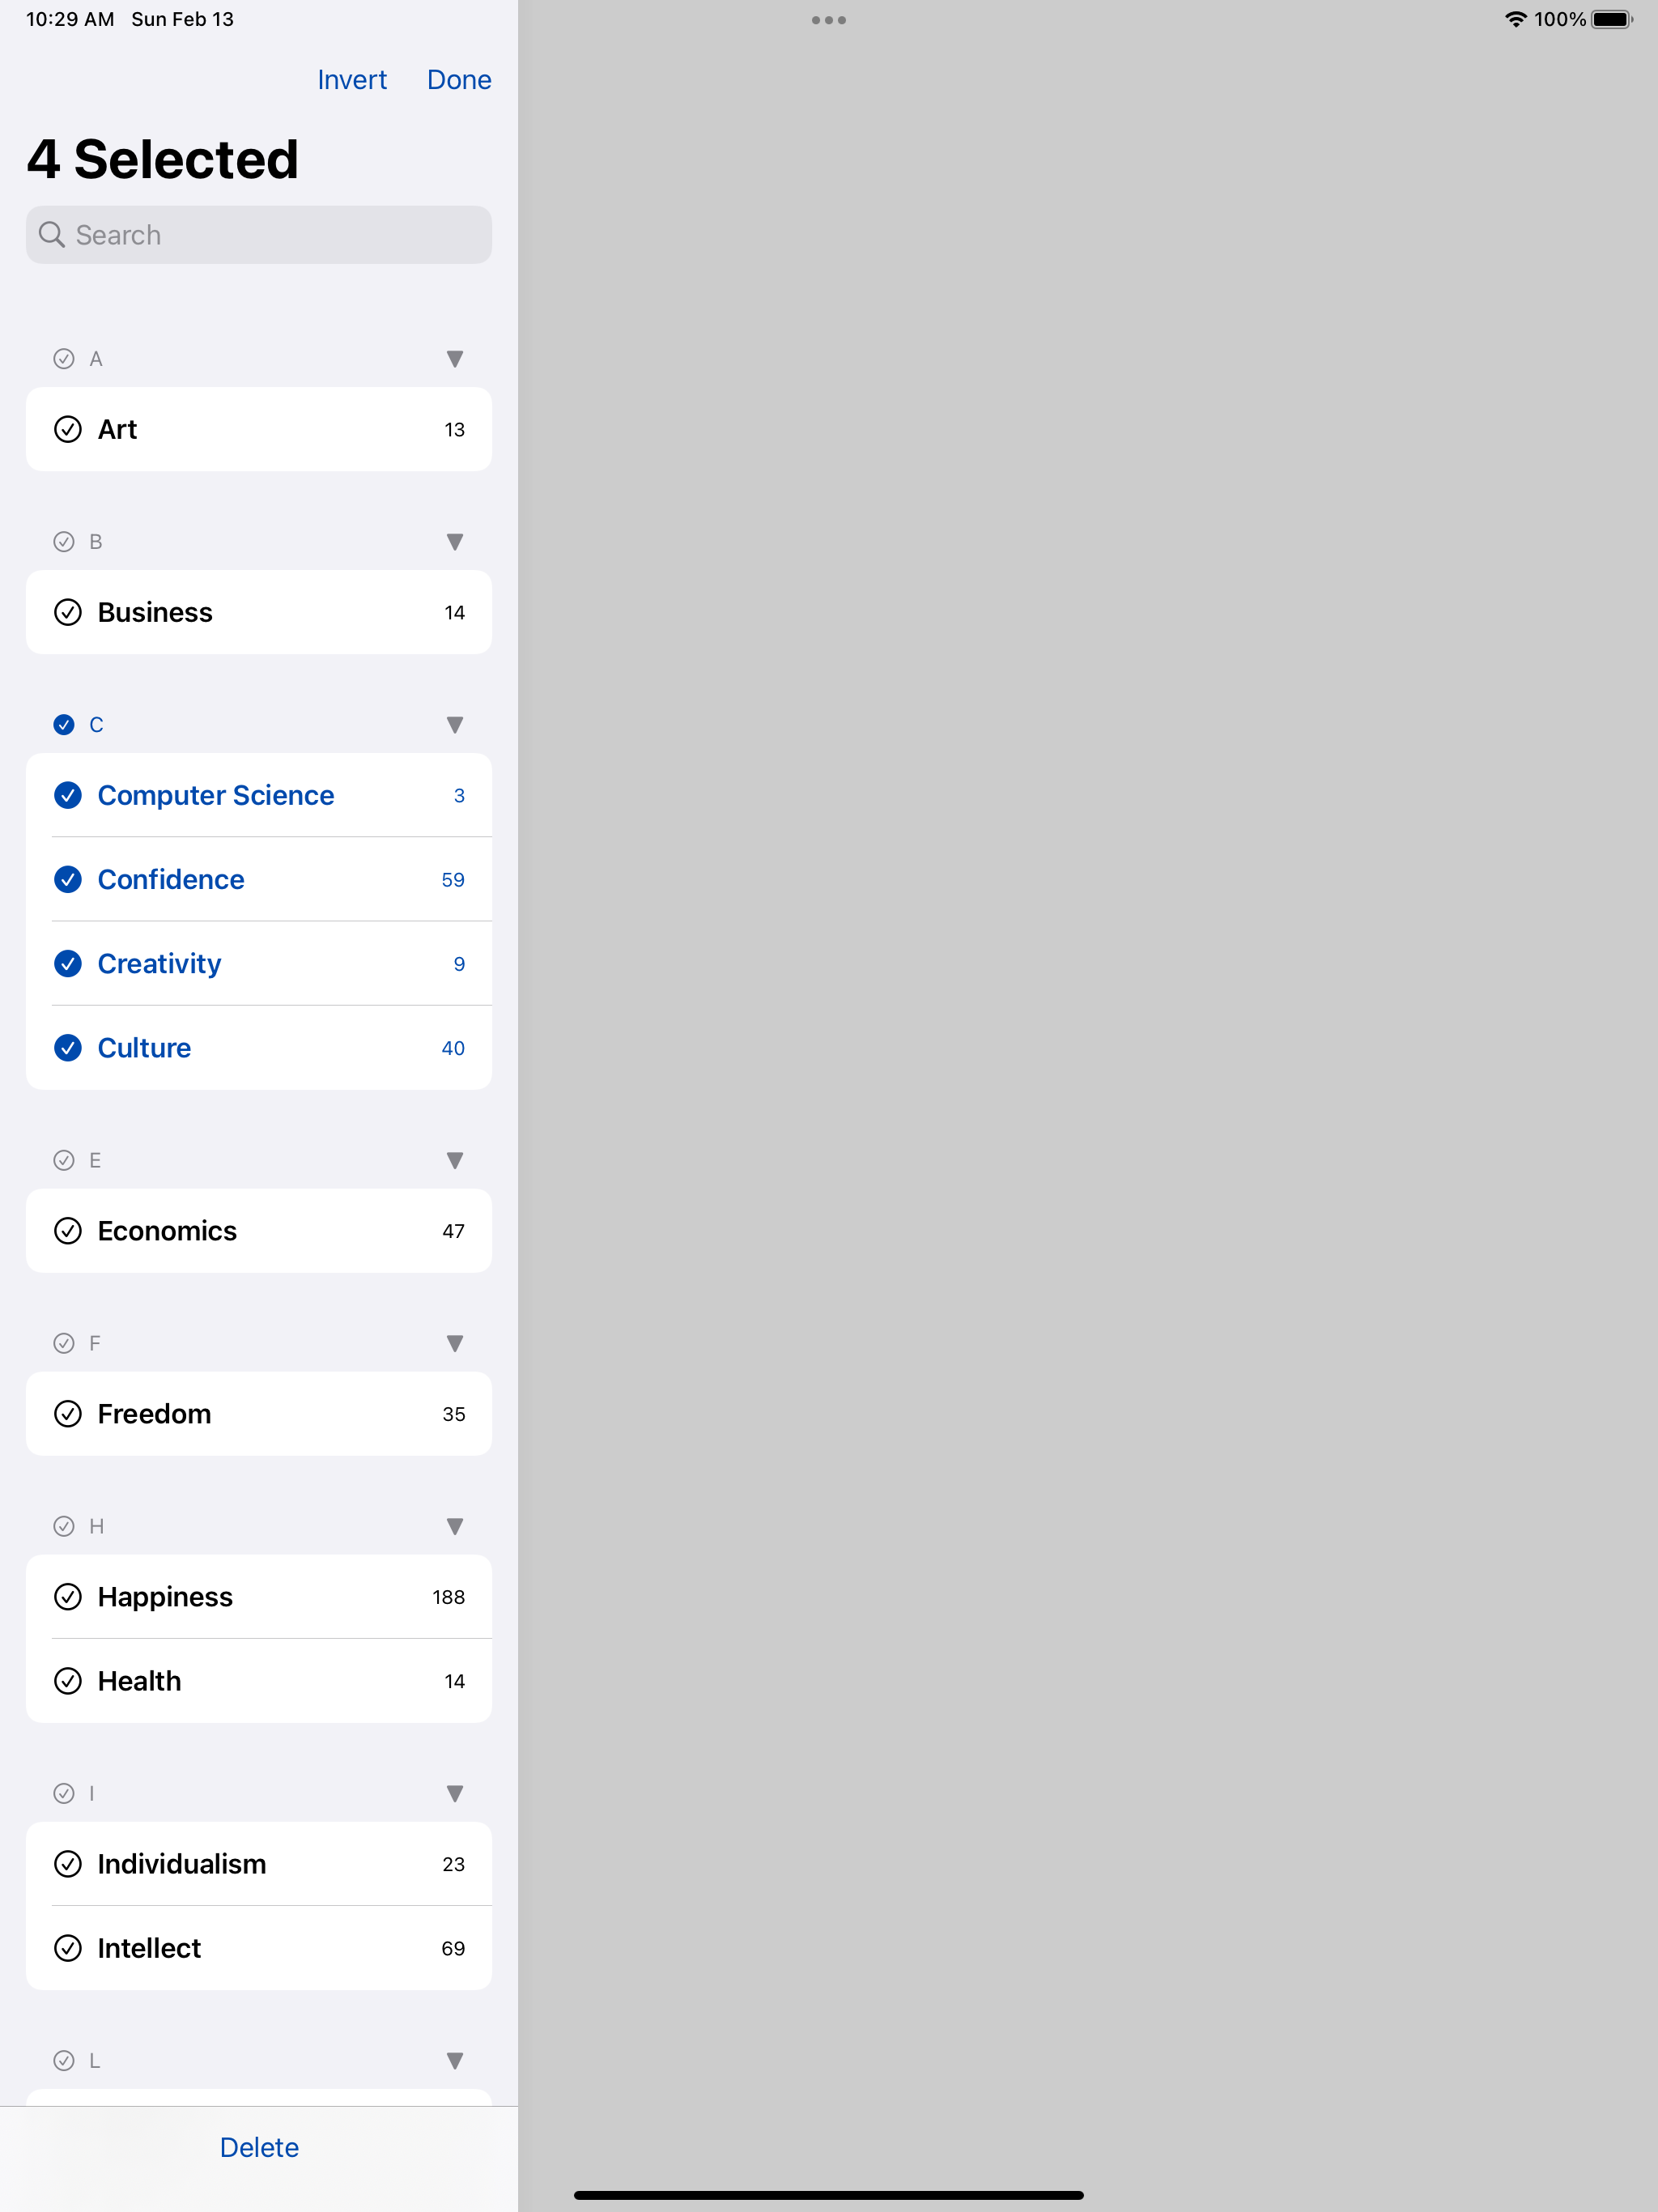 10:29 AM Sun Feb 13 100%
Invert Done
4 Selected
Search
A
Art 13
B
Business 14
C
Computer Science 3
Confidence 59
Creativity 9
Culture 40
E
Economics 47
F
Freedom 35
H
Happiness 188
Health 14
I
Individualism 23
Intellect 69
L
Delete